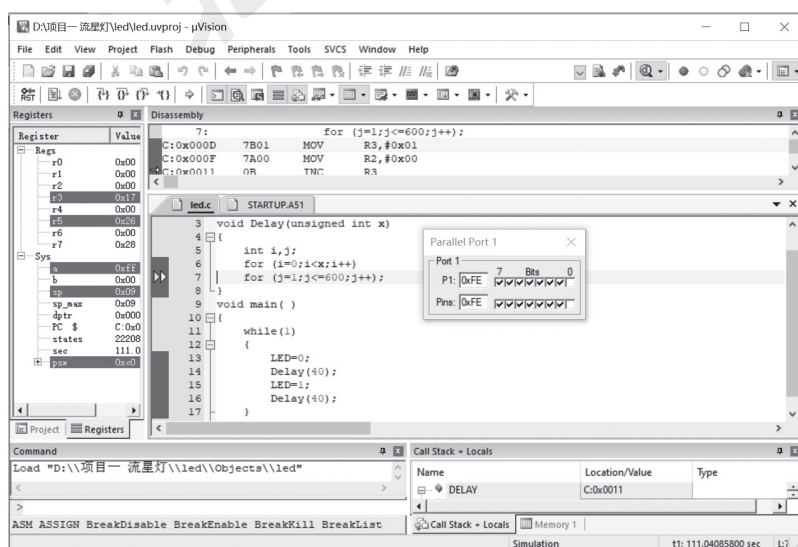 D:\项目一 流星灯\led\led.uvproj - µVision
File Edit View Project Flash Debug Peripherals Tools SVCS Window Help
RST
Registers
Register Value
Regs
r0 0x00
r1 0x00
r2 0x00
r3 0x17
r4 0x00
r5 0x26
r6 0x00
r7 0x28
Sys
a 0xff
b 0x00
sp 0x09
sp_max 0x09
dptr 0x000
PC $ C:0x0
states 22208
sec 111.0
psw 0xc0
Project Registers
Disassembly
7: for (j=1;j<=600;j++);
C:0x000D 7B01 MOV R3,#0x01
C:0x000F 7A00 MOV R2,#0x00
C:0x0011 0B INC R3
led.c STARTUP.A51
3 void Delay(unsigned int x)
4 {
5 int i,j;
6 for (i=0;i<x;i++)
7 for (j=1;j<=600;j++);
8 }
9 void main( )
10 {
11 while(1)
12 {
13 LED=0;
14 Delay(40);
15 LED=1;
16 Delay(40);
17 }
Parallel Port 1
Port 1
7 Bits 0
P1: 0xFE
Pins: 0xFE
Command
Load "D:\\项目一 流星灯\\led\\Objects\\led"
>
ASM ASSIGN BreakDisable BreakEnable BreakKill BreakList
Call Stack + Locals
Name Location/Value Type
DELAY C:0x0011
Call Stack + Locals Memory 1
Simulation t1: 111.04085800 sec L:7